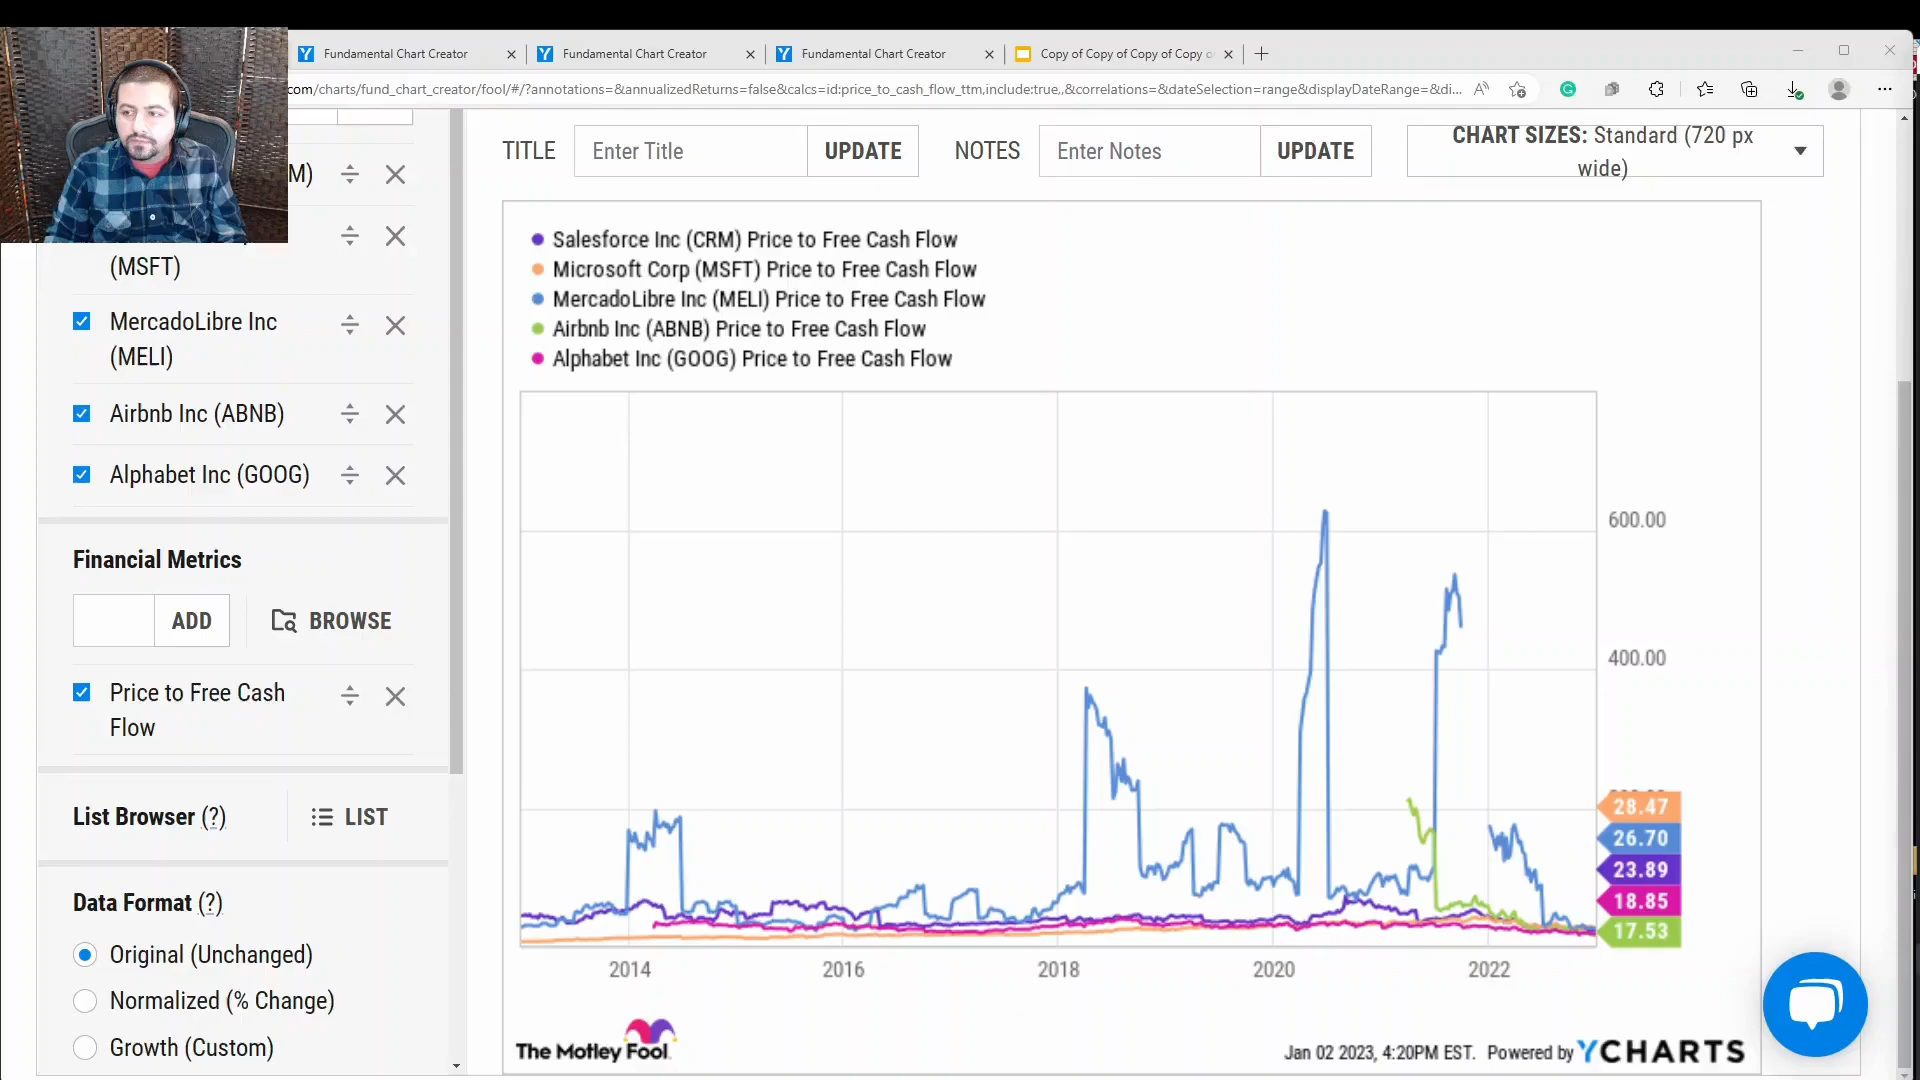 Fundamental Chart Creator
Fundamental Chart Creator
Fundamental Chart Creator
Copy of Copy of Copy of Copy o
com/charts/fund_chart_creator/fool/#/?annotations=&annualizedReturns=false&calcs=id:price_to_cash_flow_ttm,include:true,,&correlations=&dateSelection=range&displayDateRange=&di...
TITLE Enter Title UPDATE NOTES Enter Notes UPDATE
CHART SIZES: Standard (720 px
wide)
M)
(MSFT)
MercadoLibre Inc
(MELI)
Airbnb Inc (ABNB)
Alphabet Inc (GOOG)
Financial Metrics
ADD BROWSE
Price to Free Cash
Flow
List Browser (?) LIST
Data Format (?)
Original (Unchanged)
Normalized (% Change)
Growth (Custom)
Salesforce Inc (CRM) Price to Free Cash Flow
Microsoft Corp (MSFT) Price to Free Cash Flow
MercadoLibre Inc (MELI) Price to Free Cash Flow
Airbnb Inc (ABNB) Price to Free Cash Flow
Alphabet Inc (GOOG) Price to Free Cash Flow
600.00
400.00
28.47
26.70
23.89
18.85
17.53
2014 2016 2018 2020 2022
The Motley Fool
Jan 02 2023, 4:20PM EST. Powered by YCHARTS